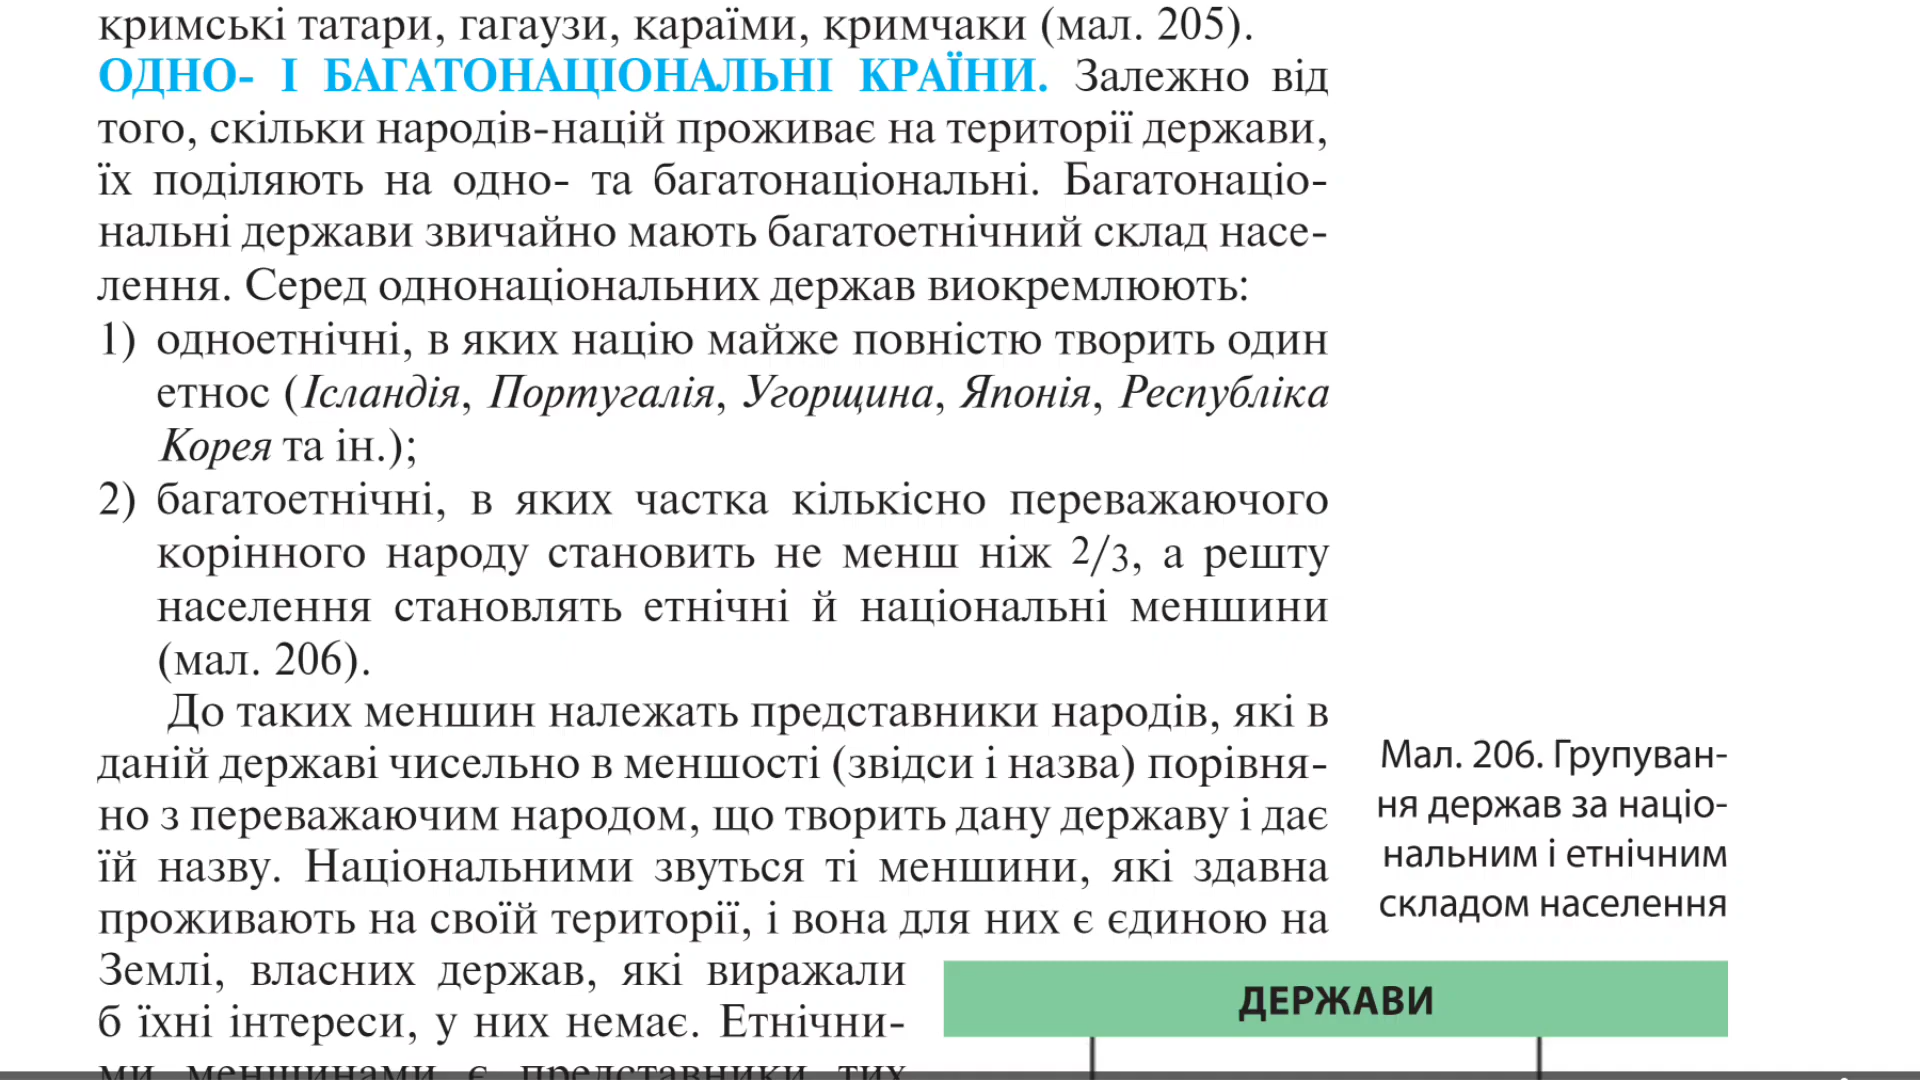 кримські татари, гагаузи, караїми, кримчаки (мал. 205).
ОДНО- І БАГАТОНАЦІОНАЛЬНІ КРАЇНИ. Залежно від
того, скільки народів-націй проживає на території держави,
їх поділяють на одно- та багатонаціональні. Багатонаціо-
нальні держави звичайно мають багатоетнічний склад насе-
лення. Серед однонаціональних держав виокремлюють:
1) одноетнічні, в яких націю майже повністю творить один
етнос (Ісландія, Португалія, Угорщина, Японія, Республіка
Корея та ін.);
2) багатоетнічні, в яких частка кількісно переважаючого
корінного народу становить не менш ніж 2/3, а решту
населення становлять етнічні й національні меншини
(мал. 206).
До таких меншин належать представники народів, які в
даній державі чисельно в меншості (звідси і назва) порівня-
но з переважаючим народом, що творить дану державу і дає
їй назву. Національними звуться ті меншини, які здавна
проживають на своїй території, і вона для них є єдиною на
Землі, власних держав, які виражали
б їхні інтереси, у них немає. Етнічни-
ми меншинами є представники тих
Мал. 206. Групуван-
ня держав за націо-
нальним і етнічним
складом населення
ДЕРЖАВИ